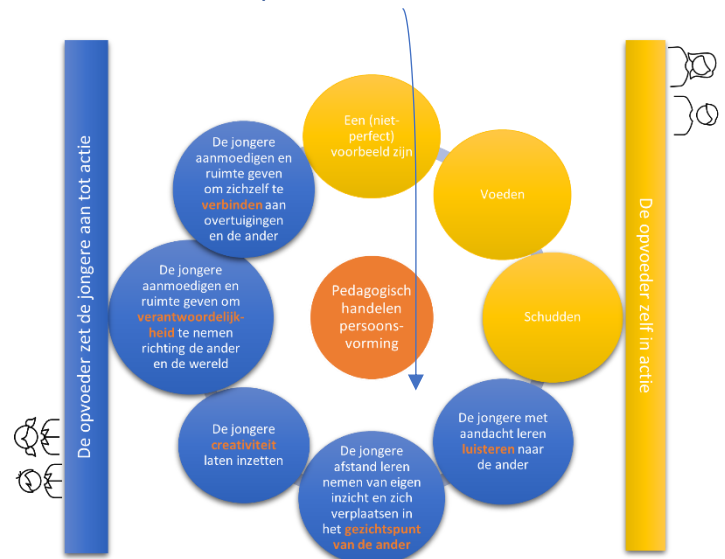 De opvoeder zet de jongere aan tot actie
Een (niet-
perfect)
voorbeeld zijn
Voeden
Schudden
De jongere met
aandacht leren
luisteren naar
de ander
De jongere
afstand leren
nemen van eigen
inzicht en zich
verplaatsen in
het gezichtspunt
van de ander
De jongere
creativiteit
laten inzetten
De jongere
aanmoedigen en
ruimte geven om
verantwoordelijk-
heid te nemen
richting de ander
en de wereld
De jongere
aanmoedigen en
ruimte geven
om zichzelf te
verbinden aan
overtuigingen
en de ander
Pedagogisch
handelen
persoons-
vorming
De opvoeder zelf in actie